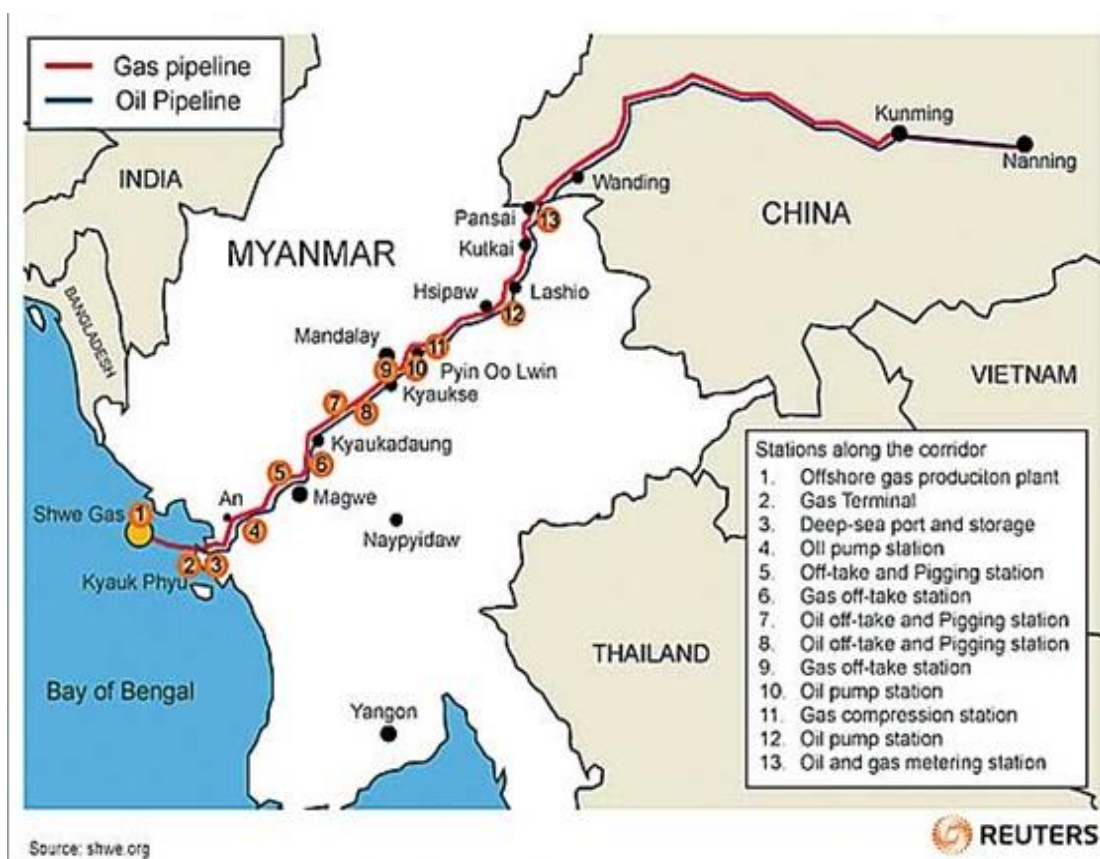 Gas pipeline
Oil Pipeline
INDIA
BANGLADESH
MYANMAR
CHINA
VIETNAM
THAILAND
Kunming
Nanning
Wanding
Pansai
13
Kutkai
Hsipaw
Lashio
12
Mandalay
11
9
10
Pyin Oo Lwin
Kyaukse
7
8
Kyaukadaung
5
6
Magwe
An
4
Shwe Gas
1
Naypyidaw
2
3
Kyauk Phyu
Bay of Bengal
Yangon
Stations along the corridor
1. Offshore gas produciton plant
2. Gas Terminal
3. Deep-sea port and storage
4. Oll pump station
5. Off-take and Pigging station
6. Gas off-take station
7. Oil off-take and Pigging station
8. Oil off-take and Pigging station
9. Gas off-take station
10. Oil pump station
11. Gas compression station
12. Oil pump station
13. Oil and gas metering station
Source: shwe.org
REUTERS